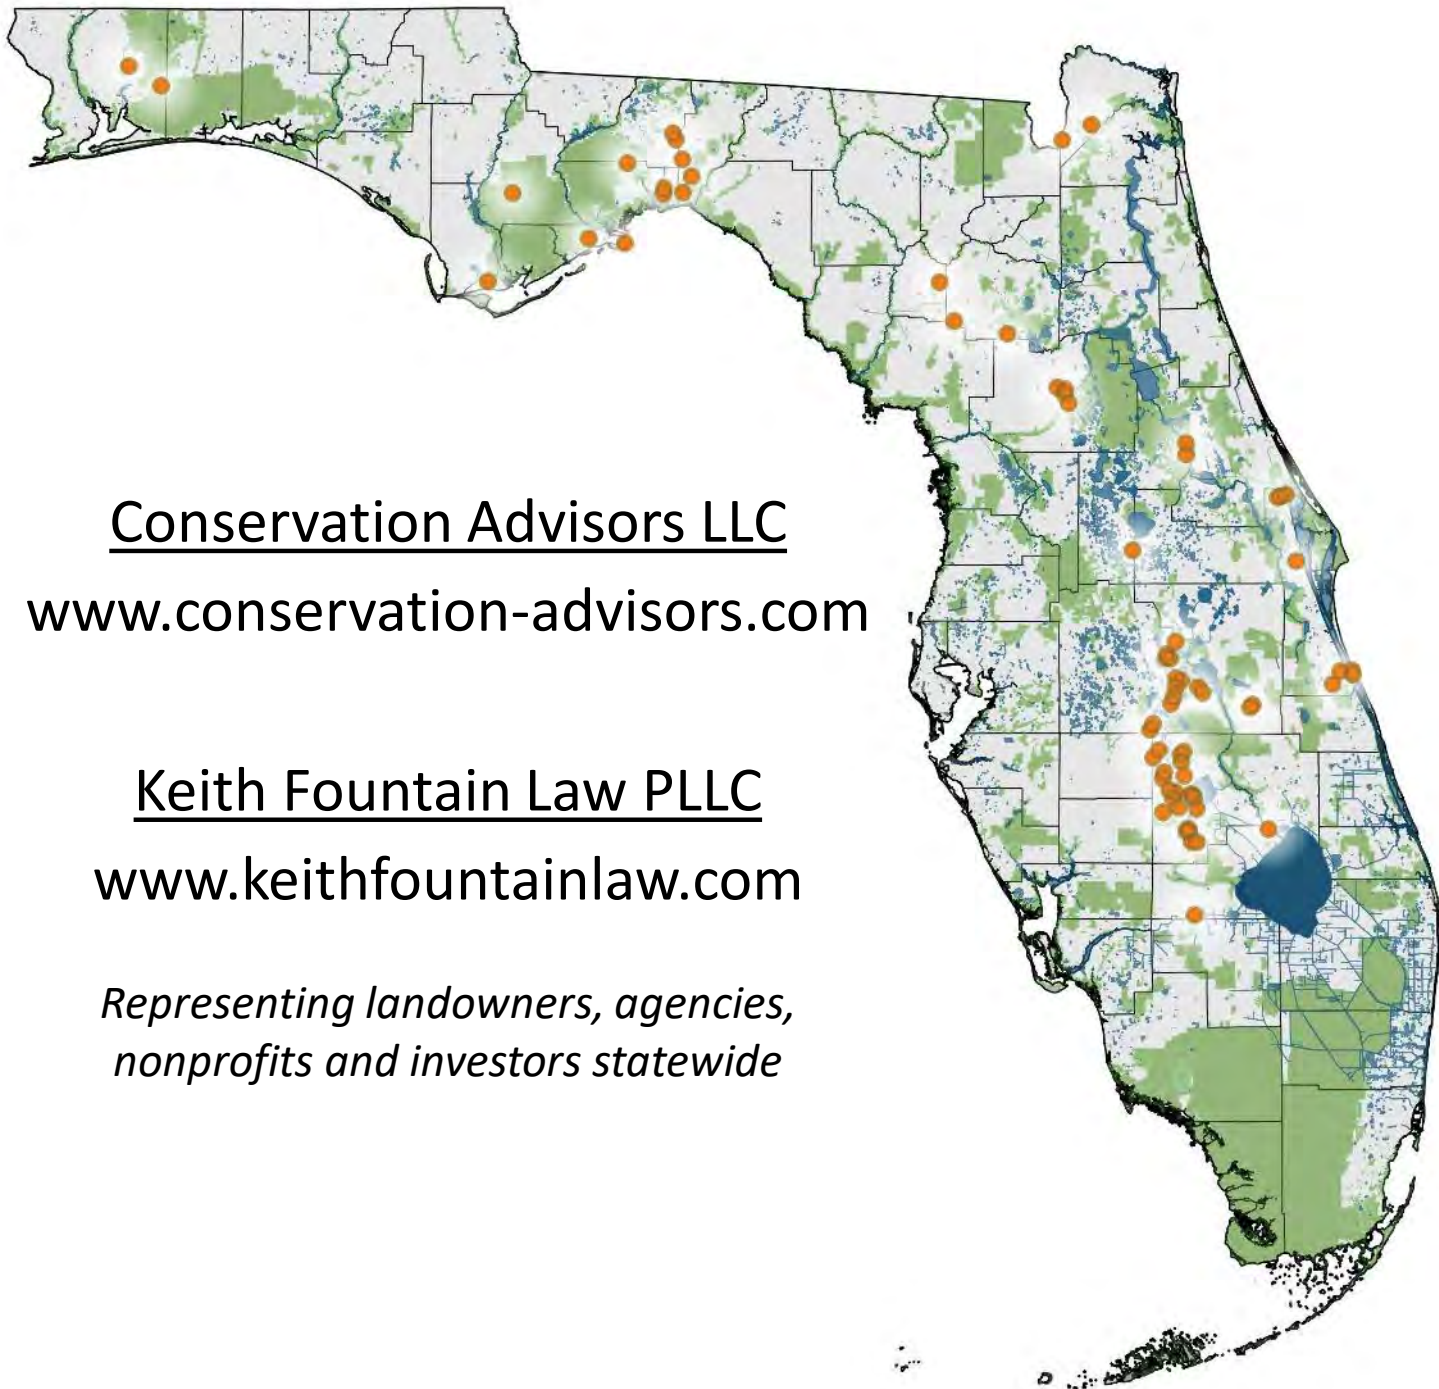 Conservation Advisors LLC
www.conservation-advisors.com
Keith Fountain Law PLLC
www.keithfountainlaw.com
Representing landowners, agencies,
nonprofits and investors statewide